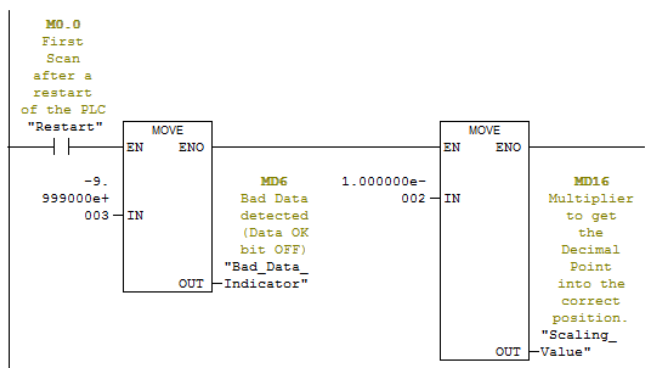 M0.0
First
Scan
after a
restart
of the PLC
"Restart"
MOVE
EN ENO
-9.
999000e+
003
IN
MD6
Bad Data
detected
(Data OK
bit OFF)
"Bad_Data_
Indicator"
OUT
MOVE
EN ENO
1.000000e-
002
IN
MD16
Multiplier
to get
the
Decimal
Point
into the
correct
position.
"Scaling_
Value"
OUT